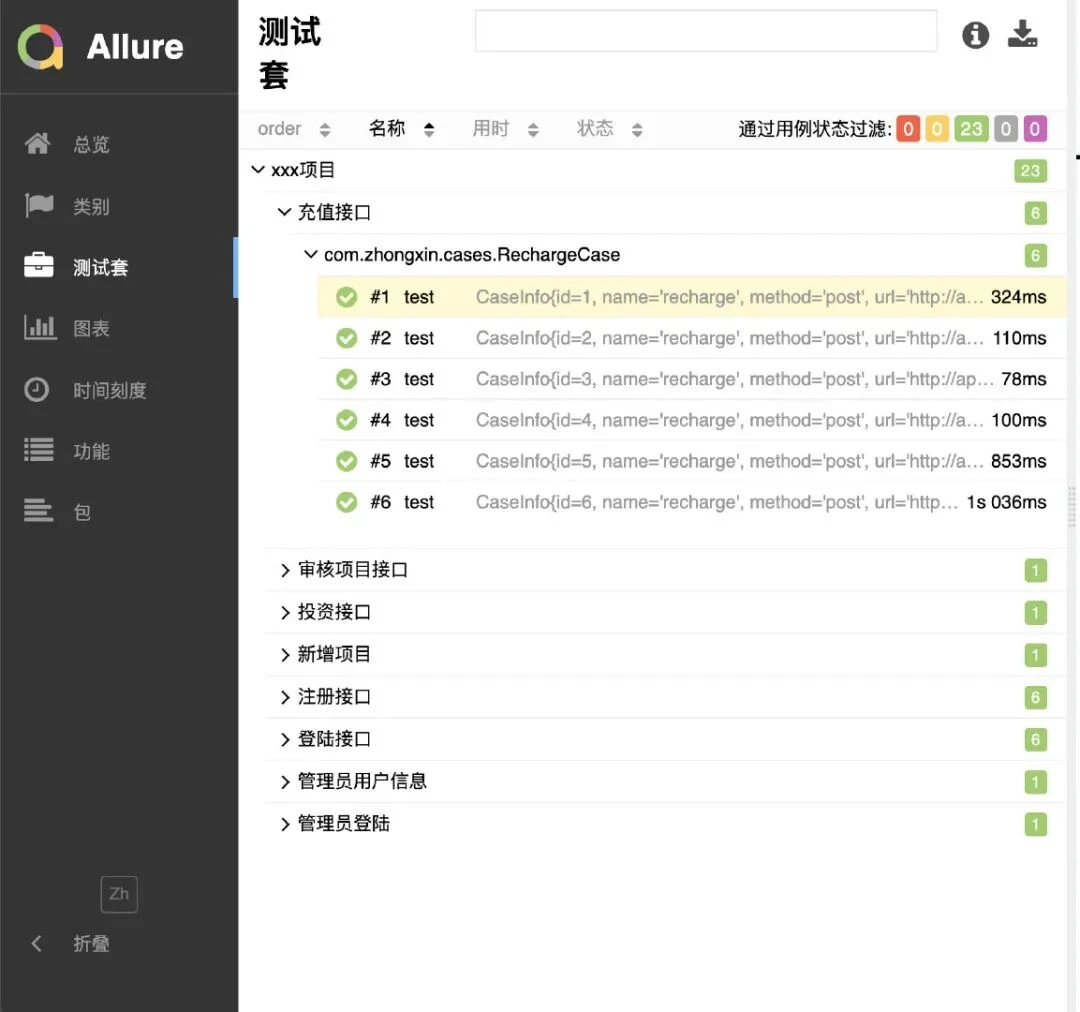 Allure
总览
类别
测试套
图表
时间刻度
功能
包
Zh
折叠
测试
套
order 名称 用时 状态 通过用例状态过滤: 0 0 23 0 0
xxx项目 23
充值接口 6
com.zhongxin.cases.RechargeCase 6
#1 test CaseInfo{id=1, name='recharge', method='post', url='http://a... 324ms
#2 test CaseInfo{id=2, name='recharge', method='post', url='http://a... 110ms
#3 test CaseInfo{id=3, name='recharge', method='post', url='http://ap... 78ms
#4 test CaseInfo{id=4, name='recharge', method='post', url='http://a... 100ms
#5 test CaseInfo{id=5, name='recharge', method='post', url='http://a... 853ms
#6 test CaseInfo{id=6, name='recharge', method='post', url='http... 1s 036ms
审核项目接口 1
投资接口 1
新增项目 1
注册接口 6
登陆接口 6
管理员用户信息 1
管理员登陆 1